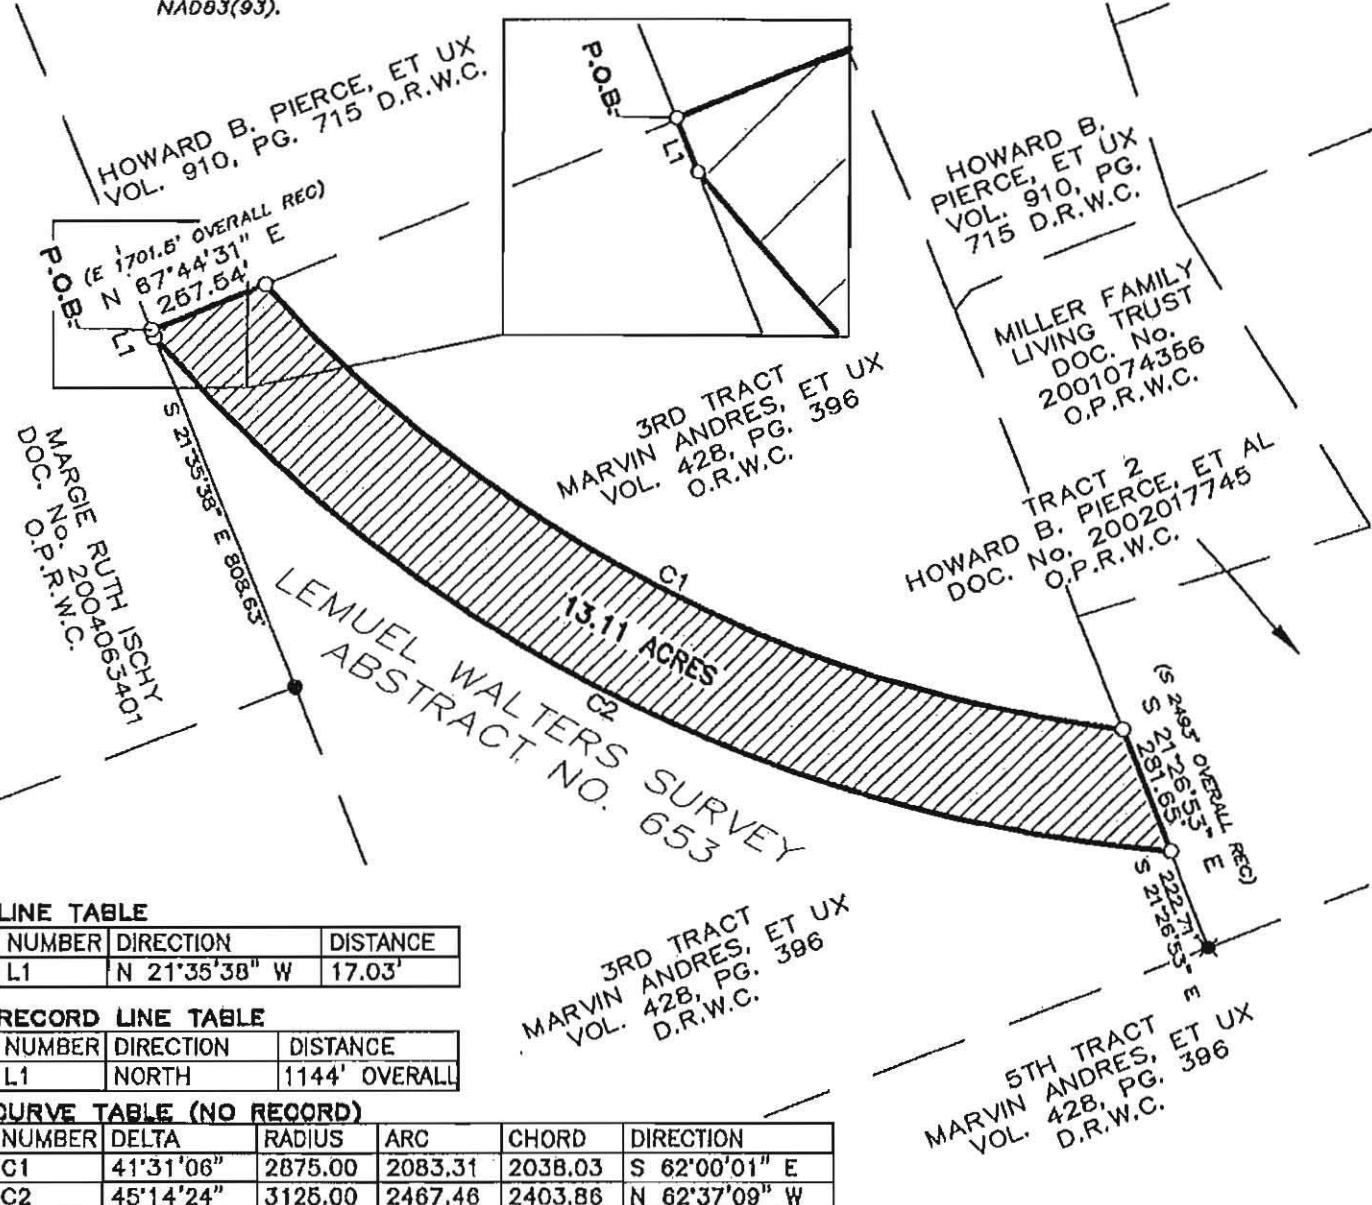 NAD83(93).
HOWARD B. PIERCE, ET UX
VOL. 910, PG. 715 D.R.W.C.
(E 1701.5' OVERALL REC)
N 67°44'31" E
257.54'
P.O.B.
L1
P.O.B.
L1
HOWARD B.
PIERCE, ET UX
VOL. 910, PG.
715 D.R.W.C.
MILLER FAMILY
LIVING TRUST
DOC. No.
2001074356
O.P.R.W.C.
3RD TRACT
MARVIN ANDRES, ET UX
VOL. 428, PG. 396
O.R.W.C.
TRACT 2
HOWARD B. PIERCE, ET AL
DOC. No. 2002017745
O.P.R.W.C.
MARGIE RUTH ISCHY
DOC. No. 2004063401
O.P.R.W.C.
S 21°35'38" E 808.63'
C1
13.11 ACRES
C2
LEMUEL WALTERS SURVEY
ABSTRACT NO. 653
(S 2493' OVERALL REC)
S 21°26'53" E
281.65'
222.71'
S 21°26'53" E
3RD TRACT
MARVIN ANDRES, ET UX
VOL. 428, PG. 396
D.R.W.C.
5TH TRACT
MARVIN ANDRES, ET UX
VOL. 428, PG. 396
D.R.W.C.
LINE TABLE
NUMBER DIRECTION DISTANCE
L1 N 21°35'38" W 17.03'
RECORD LINE TABLE
NUMBER DIRECTION DISTANCE
L1 NORTH 1144' OVERALL
CURVE TABLE (NO RECORD)
NUMBER DELTA RADIUS ARC CHORD DIRECTION
C1 41°31'06" 2875.00 2083.31 2038.03 S 62°00'01" E
C2 45°14'24" 3125.00 2467.46 2403.86 N 62°37'09" W